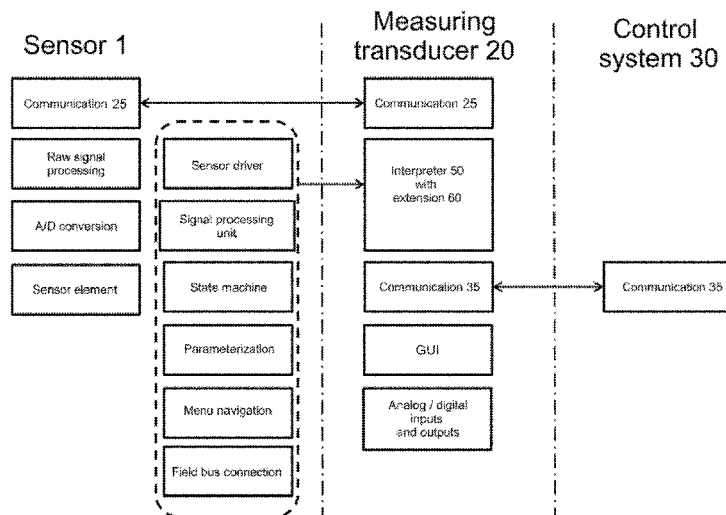 Sensor 1
Communication 25
Raw signal
processing
A/D conversion
Sensor element
Sensor driver
Signal processing
unit
State machine
Parameterization
Menu navigation
Field bus connection
Measuring
transducer 20
Communication 25
Interpreter 50
with
extension 60
Communication 35
GUI
Analog / digital
inputs
and outputs
Control
system 30
Communication 35